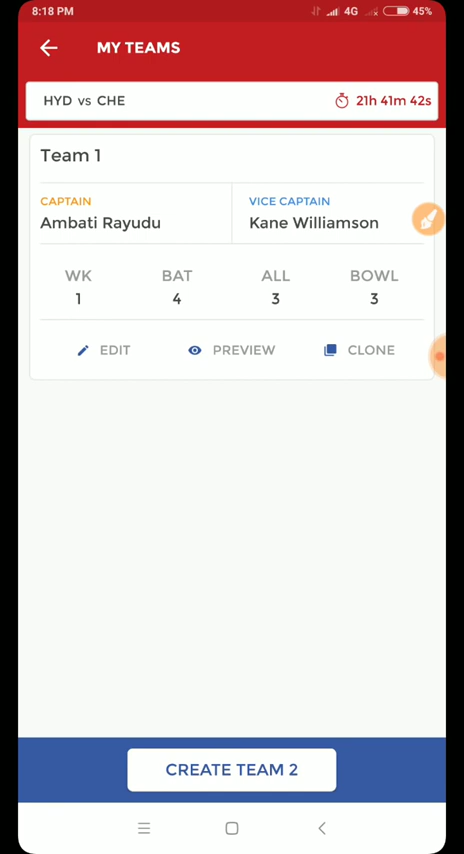 8:18 PM 4G 45%
MY TEAMS
HYD vs CHE 21h 41m 42s
Team 1
CAPTAIN VICE CAPTAIN
Ambati Rayudu Kane Williamson
WK BAT ALL BOWL
1 4 3 3
EDIT PREVIEW CLONE
CREATE TEAM 2